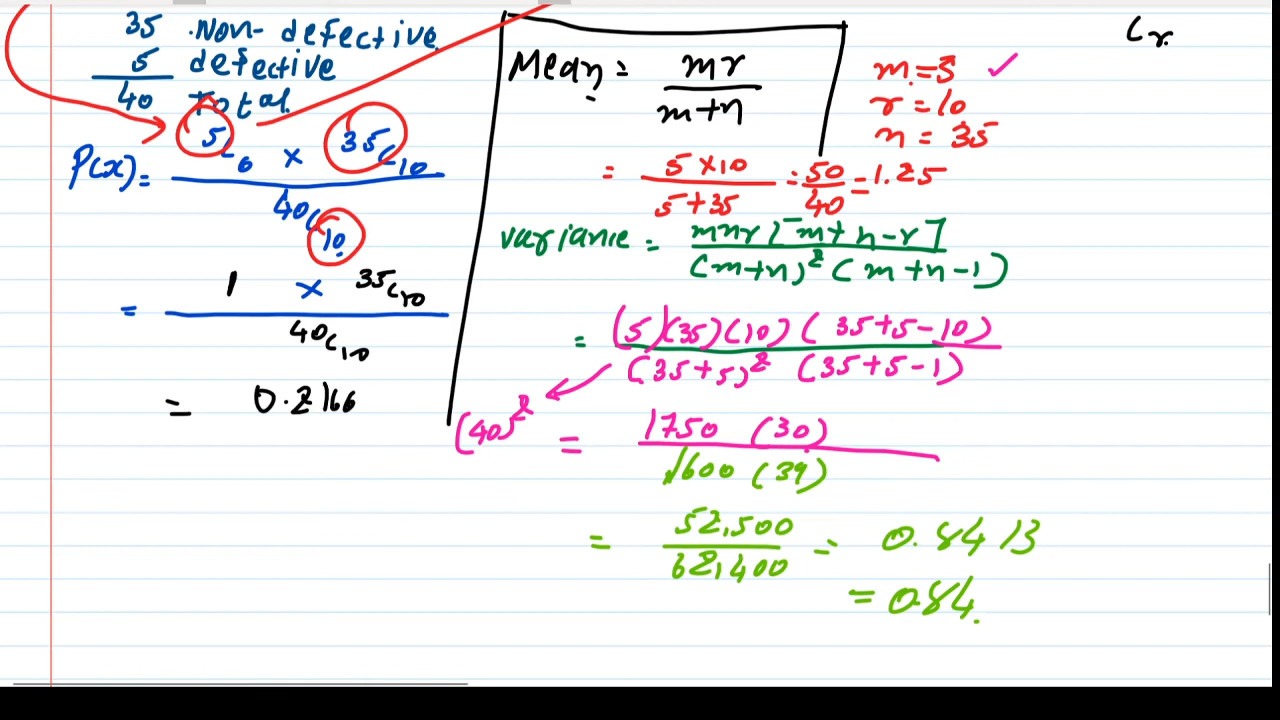 35 Non-defective
5 defective
40 Total
P(x) = 5C0 × 35C10
40C10
= 1 × 35C10
40C10
= 0.2166
Mean = mr
m+n
m = 5 ✓
r = 10
n = 35
= 5×10 = 50 = 1.25
5+35 40
variance = mnr [m+n-r]
(m+n)² (m+n-1)
= (5)(35)(10) (35+5-10)
(35+5)² (35+5-1)
(40)² = 1750 (30)
1600 (39)
= 52,500 = 0.8413
62,400
= 0.84.
Cr.